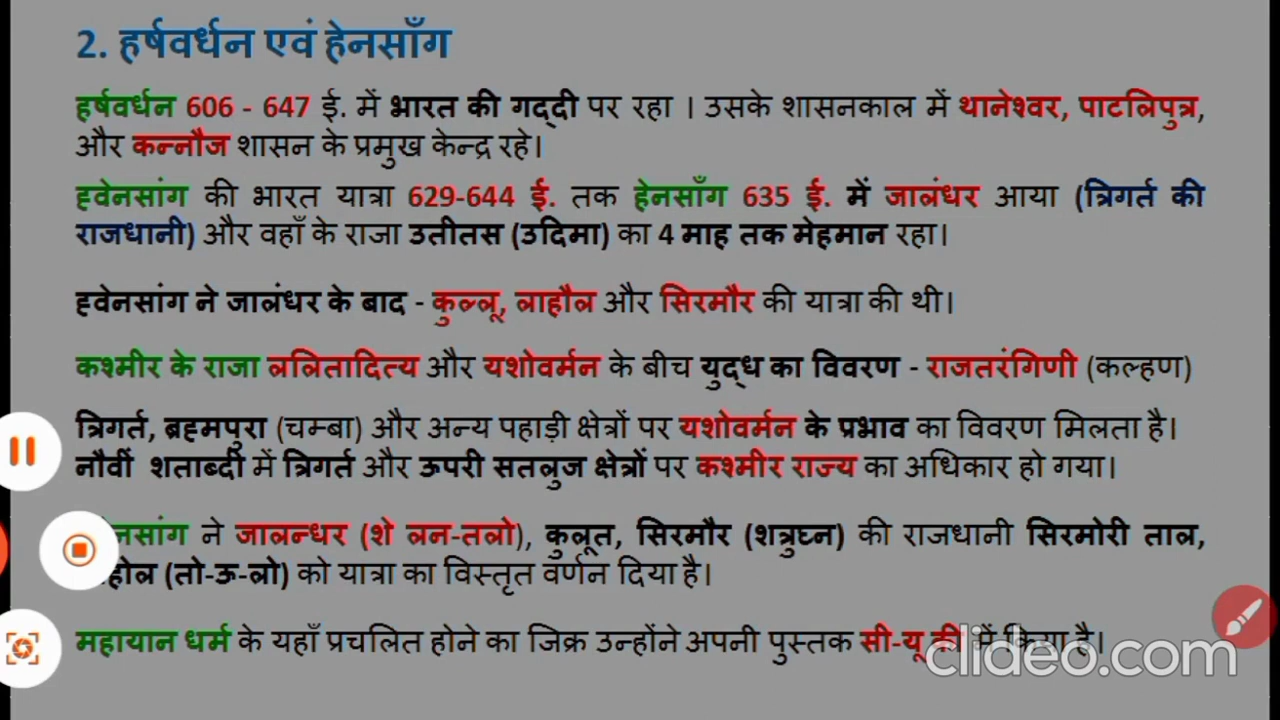 2. हर्षवर्धन एवं हेनसाँग
हर्षवर्धन 606 - 647 ई. में भारत की गद्दी पर रहा । उसके शासनकाल में थानेश्वर, पाटलिपुत्र,
और कन्नौज शासन के प्रमुख केन्द्र रहे।
ह्वेनसांग की भारत यात्रा 629-644 ई. तक हेनसाँग 635 ई. में जालंधर आया (त्रिगर्त की
राजधानी) और वहाँ के राजा उतीतस (उदिमा) का 4 माह तक मेहमान रहा।
ह्वेनसांग ने जालंधर के बाद - कुल्लू, लाहौल और सिरमौर की यात्रा की थी।
कश्मीर के राजा ललितादित्य और यशोवर्मन के बीच युद्ध का विवरण - राजतरंगिणी (कल्हण)
त्रिगर्त, ब्रह्मपुरा (चम्बा) और अन्य पहाड़ी क्षेत्रों पर यशोवर्मन के प्रभाव का विवरण मिलता है।
नौवीं शताब्दी में त्रिगर्त और ऊपरी सतलुज क्षेत्रों पर कश्मीर राज्य का अधिकार हो गया।
नसांग ने जालन्धर (शे लन-तलो), कुलूत, सिरमौर (शत्रुघ्न) की राजधानी सिरमोरी ताल,
होल (तो-ऊ-लो) को यात्रा का विस्तृत वर्णन दिया है।
महायान धर्म के यहाँ प्रचलित होने का जिक्र उन्होंने अपनी पुस्तक सी-यू की में किया है।
clideo.com